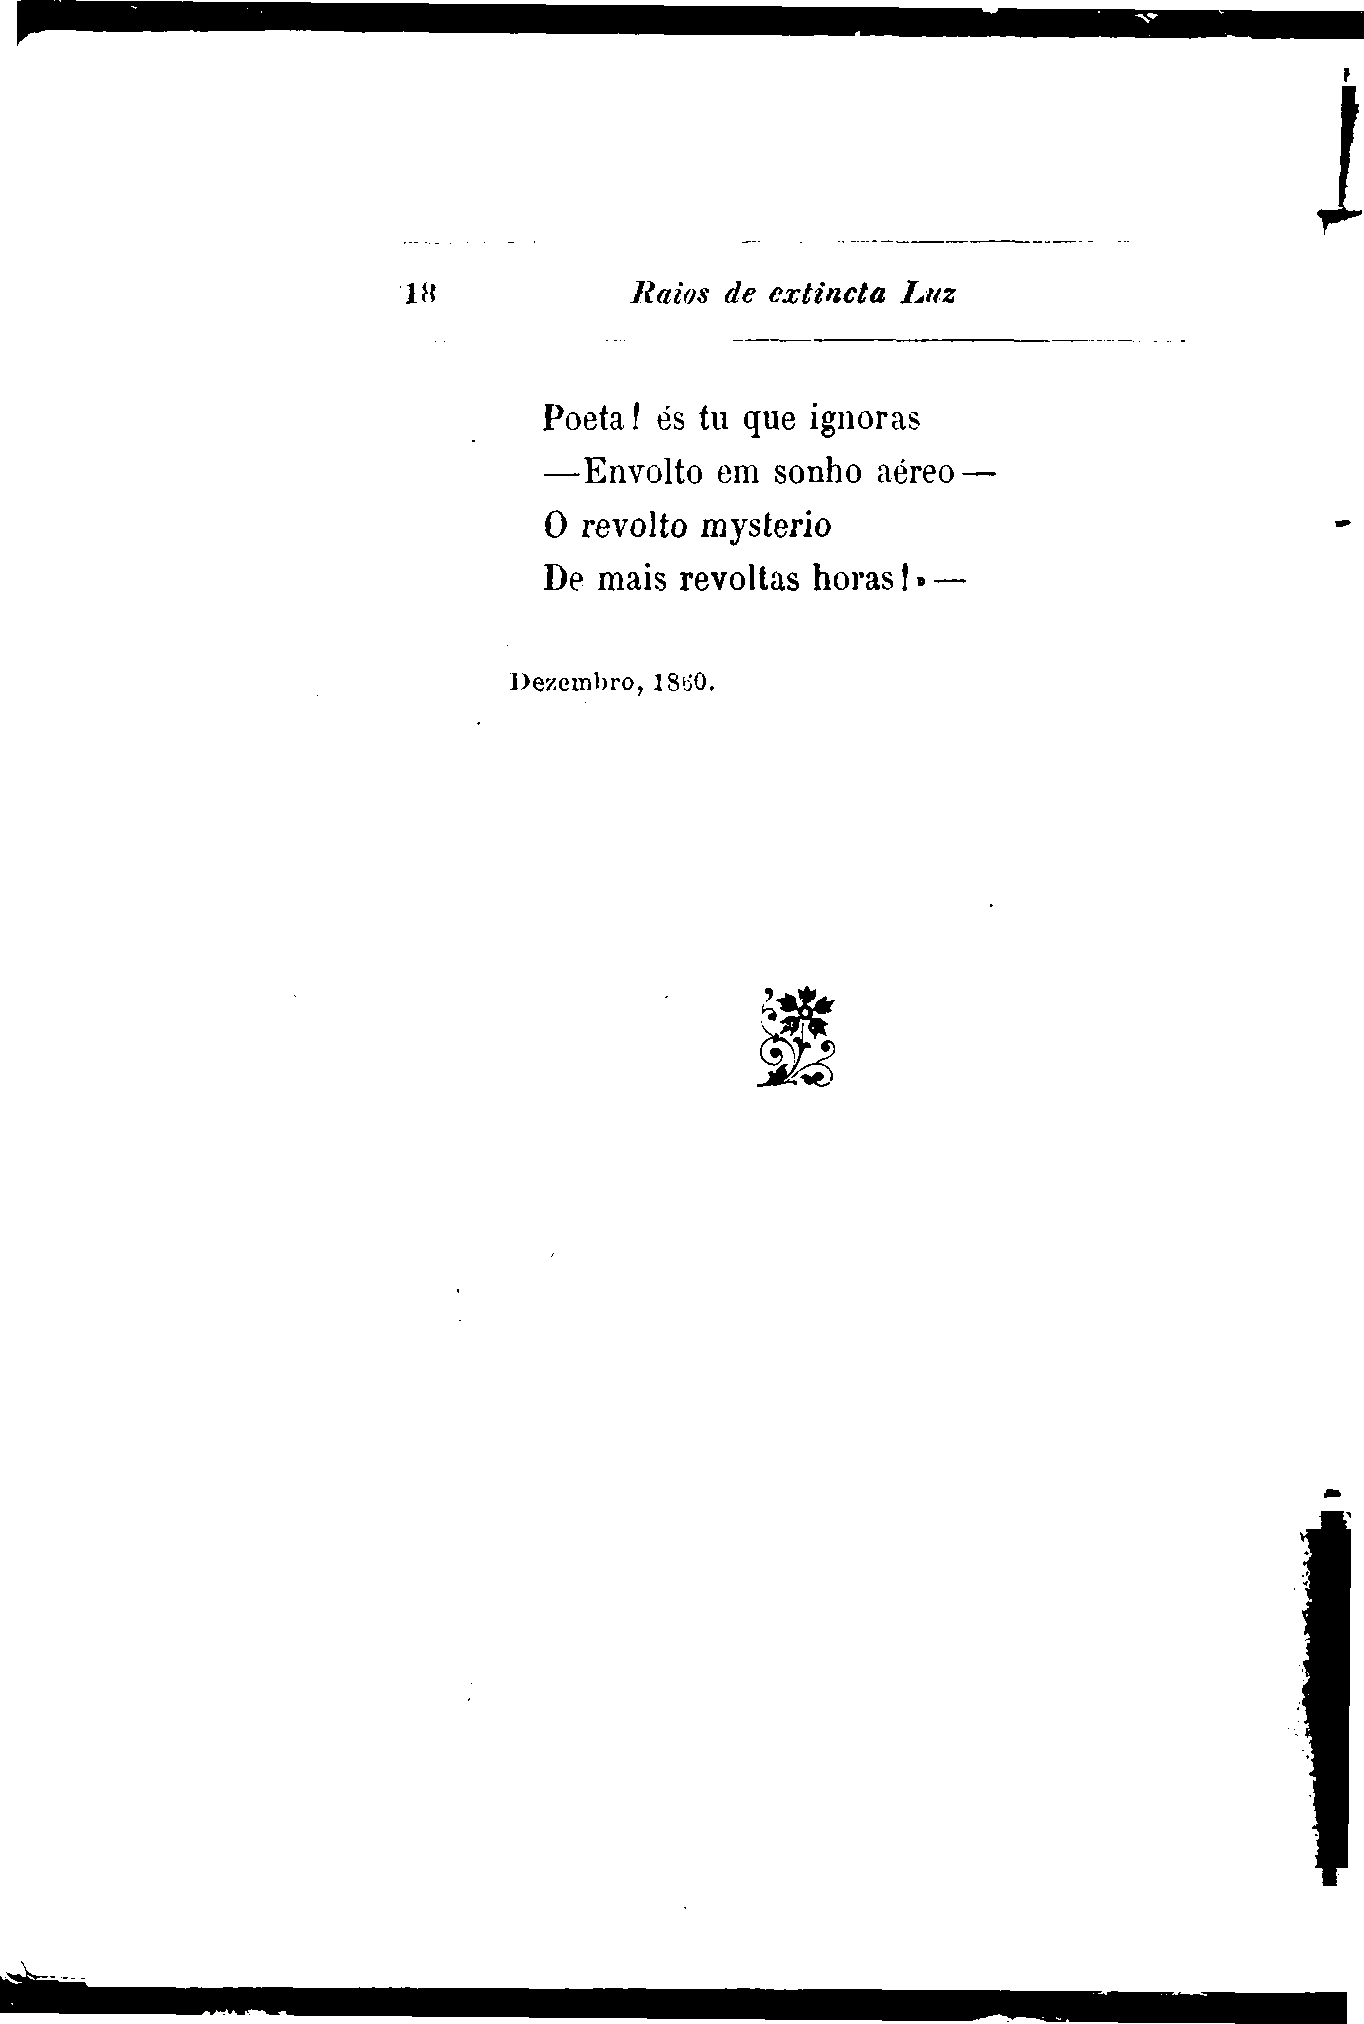 18 Raios de extincta Luz
Poeta! és tu que ignoras
—Envolto em sonho aéreo—
O revolto mysterio
De mais revoltas horas!»—
Dezembro, 1860.